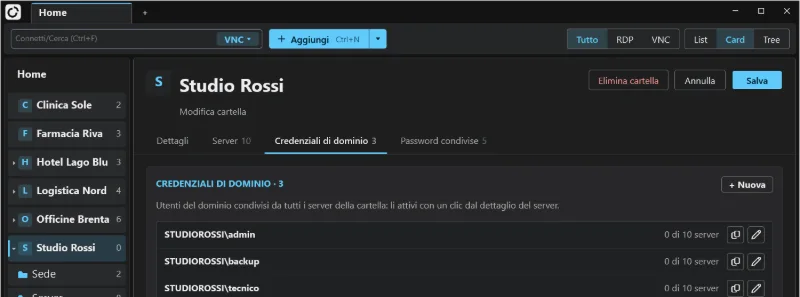 Home
+
Connetti/Cerca (Ctrl+F)
VNC
+ Aggiungi Ctrl+N
Tutto RDP VNC
List Card Tree
Home
C Clinica Sole 2
F Farmacia Riva 3
H Hotel Lago Blu 3
L Logistica Nord 4
O Officine Brenta 6
S Studio Rossi 0
Sede 2
S Studio Rossi
Modifica cartella
Elimina cartella
Annulla
Salva
Dettagli
Server 10
Credenziali di dominio 3
Password condivise 5
CREDENZIALI DI DOMINIO · 3
+ Nuova
Utenti del dominio condivisi da tutti i server della cartella: li attivi con un clic dal dettaglio del server.
STUDIOROSSI\admin 0 di 10 server
STUDIOROSSI\backup 0 di 10 server
STUDIOROSSI\tecnico 0 di 10 server